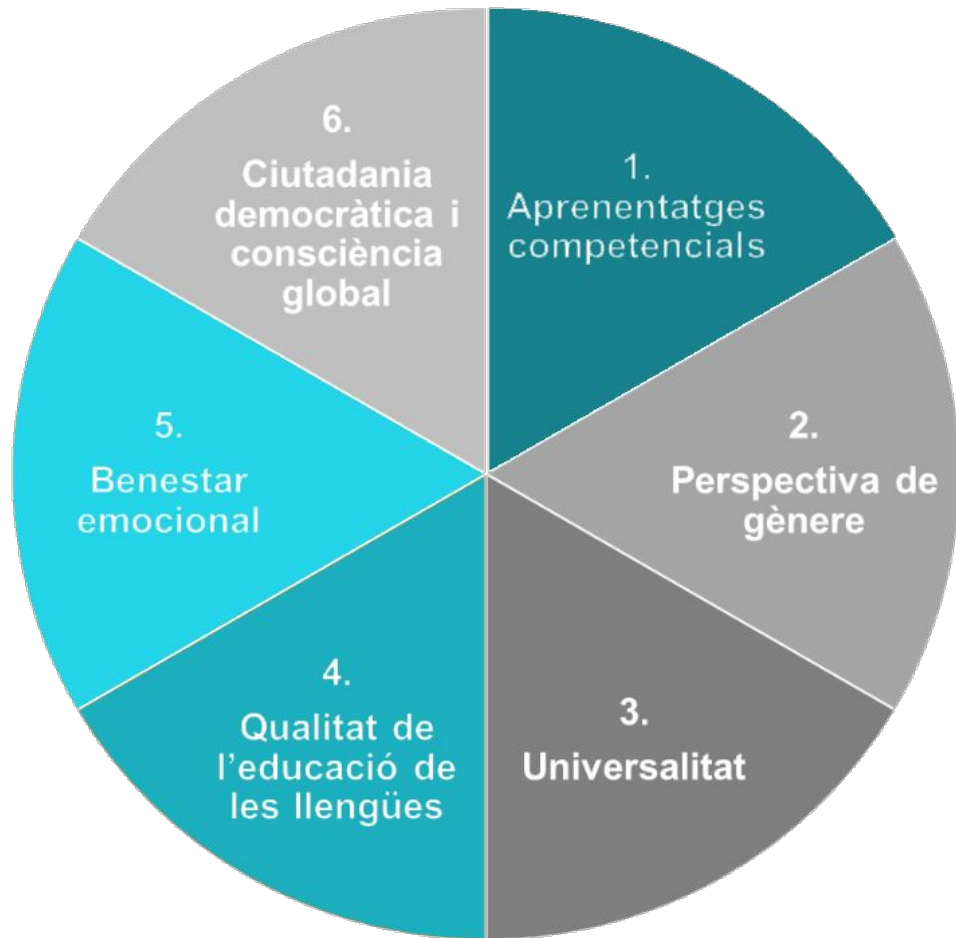 1.
Aprenentatges
competencials
2.
Perspectiva de
gènere
3.
Universalitat
4.
Qualitat de
l’educació de
les llengües
5.
Benestar
emocional
6.
Ciutadania
democràtica i
consciència
global